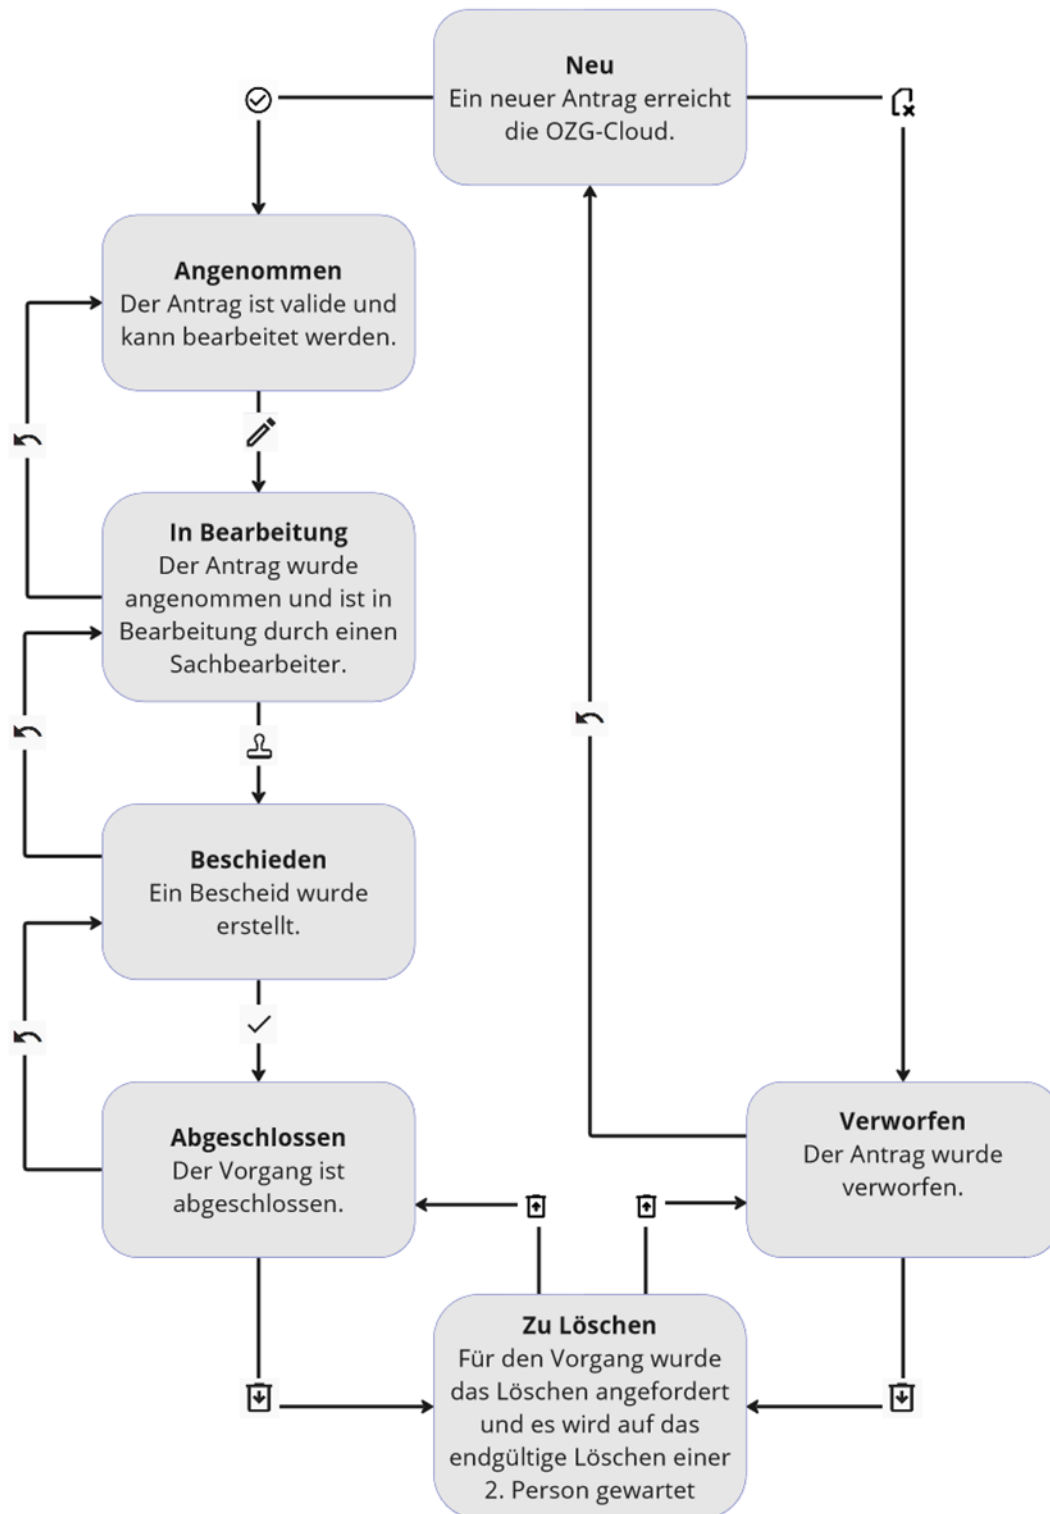 Neu
Ein neuer Antrag erreicht
die OZG-Cloud.
Angenommen
Der Antrag ist valide und
kann bearbeitet werden.
In Bearbeitung
Der Antrag wurde
angenommen und ist in
Bearbeitung durch einen
Sachbearbeiter.
Beschieden
Ein Bescheid wurde
erstellt.
Abgeschlossen
Der Vorgang ist
abgeschlossen.
Verworfen
Der Antrag wurde
verworfen.
Zu Löschen
Für den Vorgang wurde
das Löschen angefordert
und es wird auf das
endgültige Löschen einer
2. Person gewartet